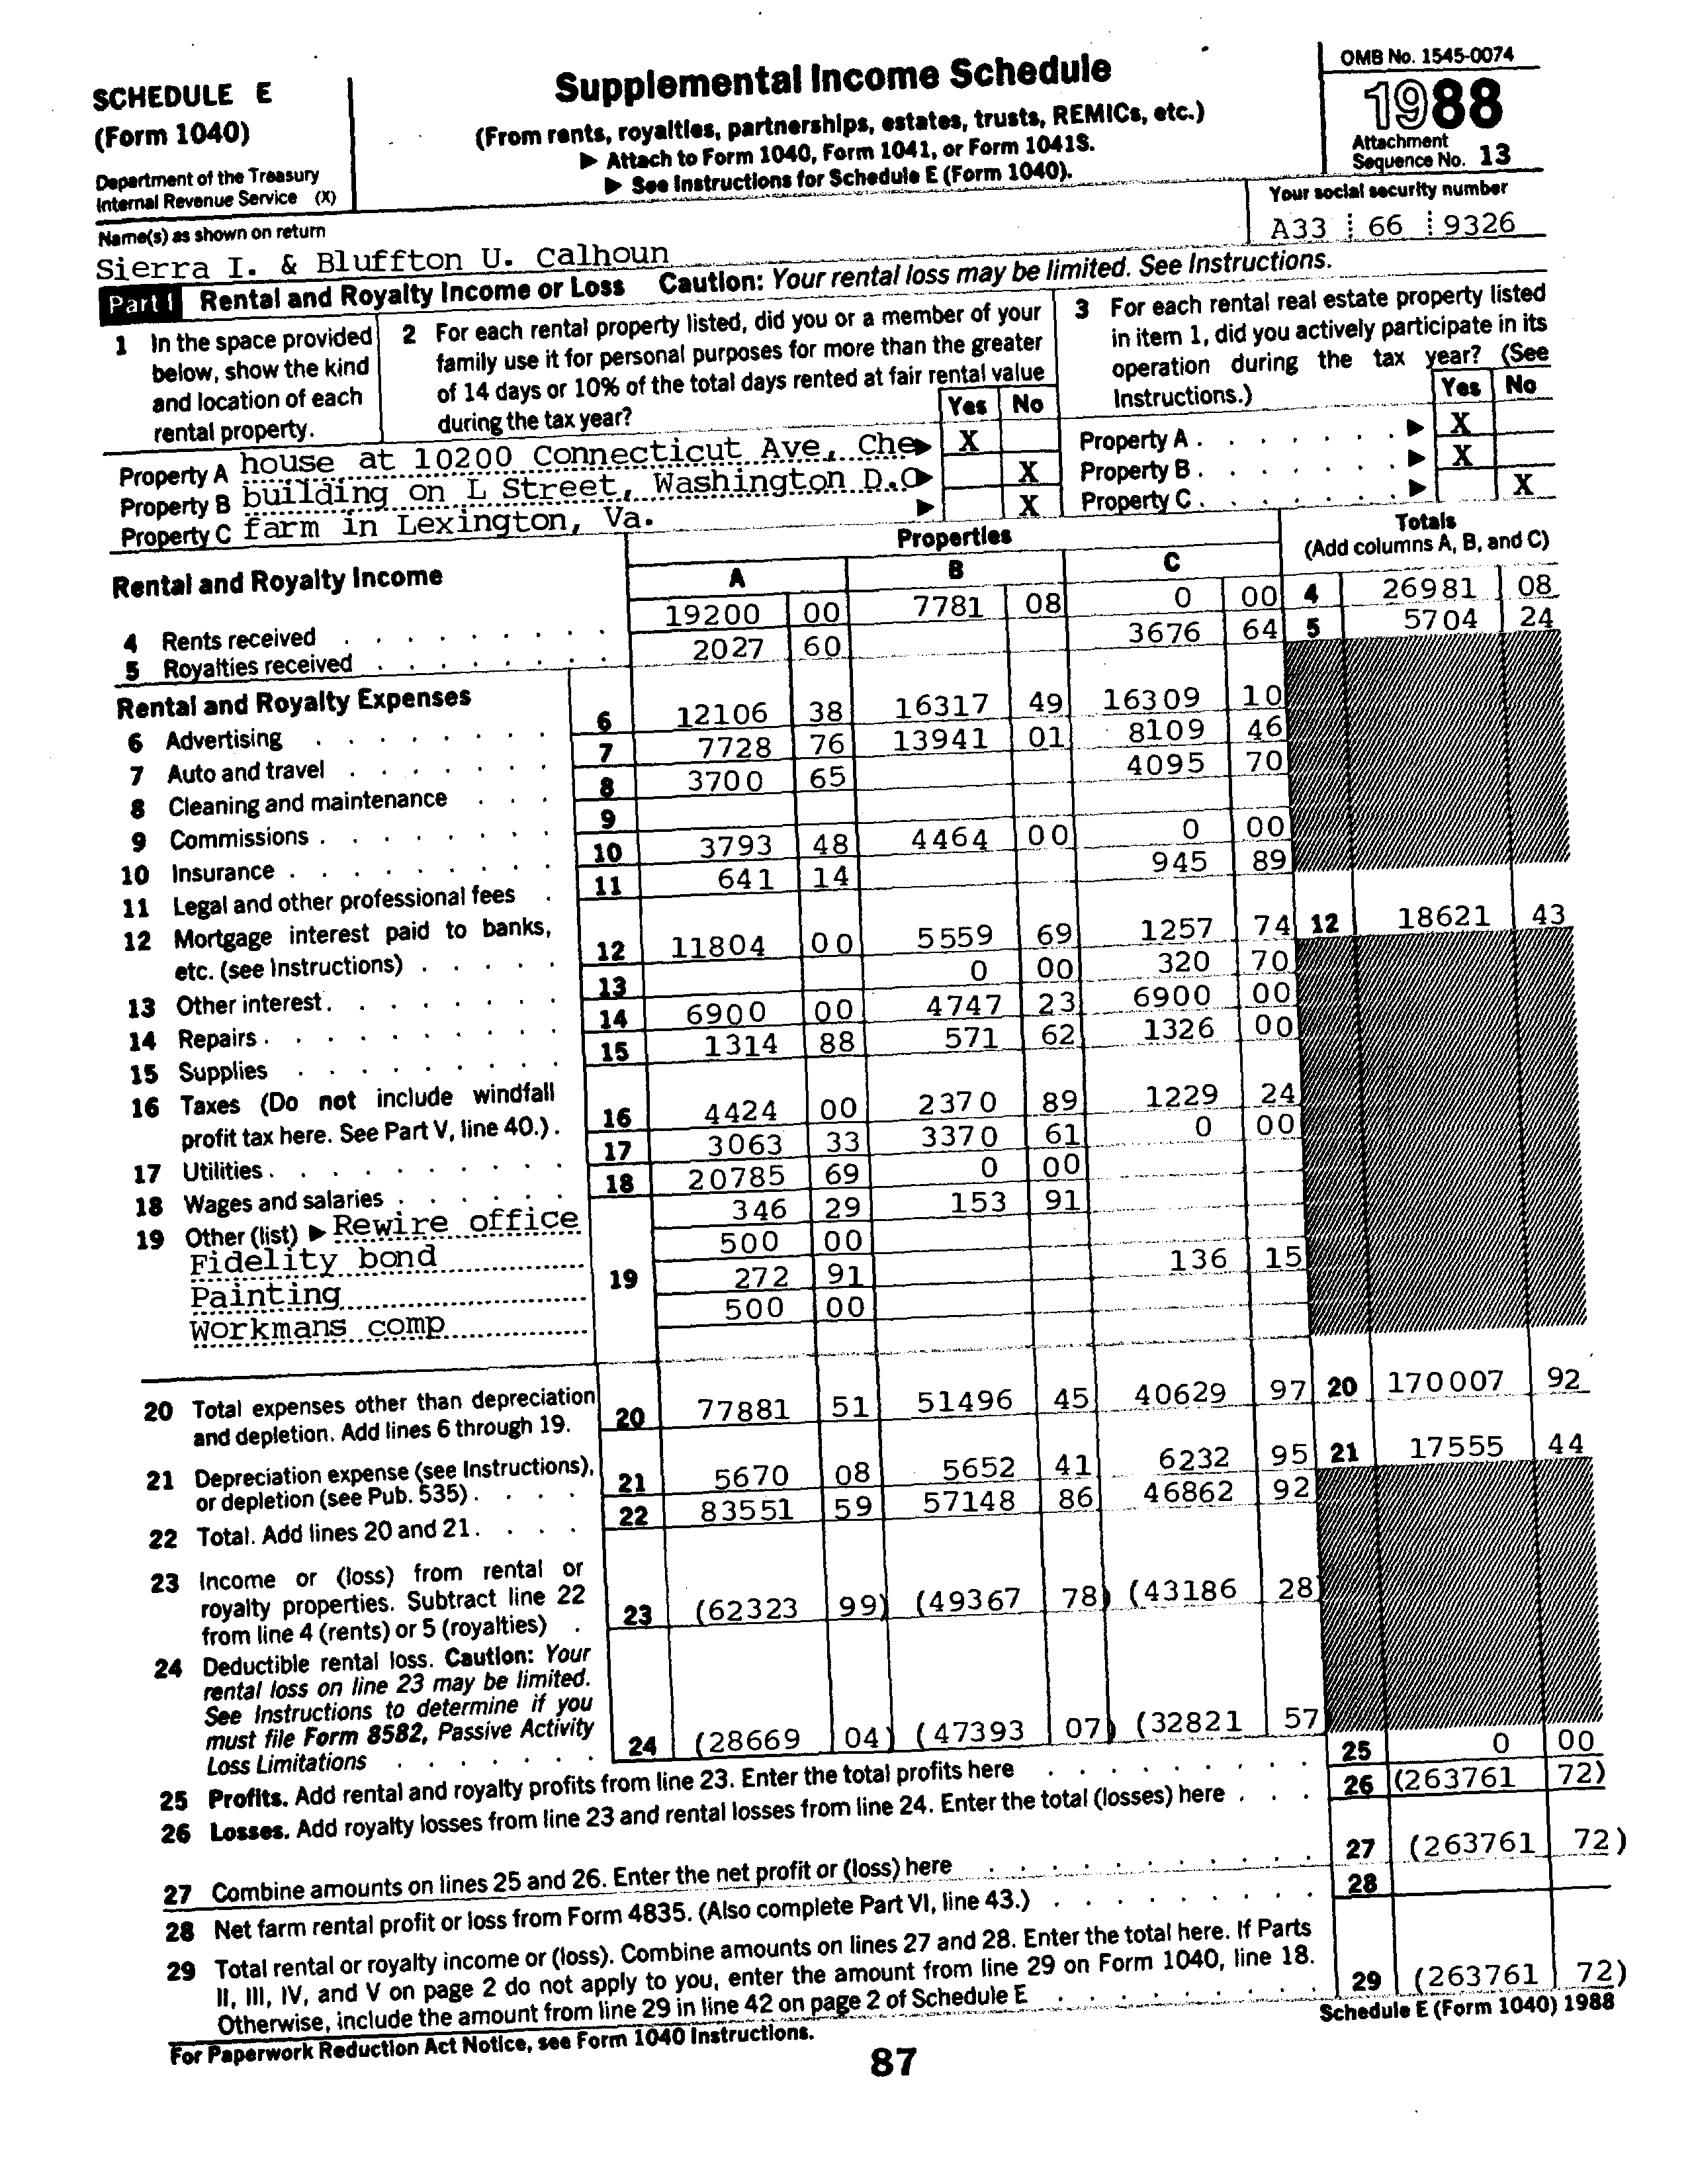 SCHEDULE E
(Form 1040)
Department of the Treasury
Internal Revenue Service (X)
Supplemental Income Schedule
(From rents, royalties, partnerships, estates, trusts, REMICs, etc.)
▶ Attach to Form 1040, Form 1041, or Form 1041S.
▶ See Instructions for Schedule E (Form 1040).
OMB No. 1545-0074
1988
Attachment
Sequence No. 13
Name(s) as shown on return
Sierra I. & Bluffton U. Calhoun
Your social security number
A33 66 9326
Part I Rental and Royalty Income or Loss Caution: Your rental loss may be limited. See Instructions.
1 In the space provided
below, show the kind
and location of each
rental property.
2 For each rental property listed, did you or a member of your
family use it for personal purposes for more than the greater
of 14 days or 10% of the total days rented at fair rental value
during the tax year?
Yes No
3 For each rental real estate property listed
in item 1, did you actively participate in its
operation during the tax year? (See
Instructions.)
Yes No
Property A house at 10200 Connecticut Ave, Che ▶ X
Property A . . . . . . . ▶ X
Property B building on L Street, Washington D.C ▶ X
Property B . . . . . . . ▶ X
Property C farm in Lexington, Va. ▶ X
Property C . . . . . . . ▶ X
Rental and Royalty Income
Properties
A B C
Totals
(Add columns A, B, and C)
4 Rents received . . . . . . . . 19200 00 7781 08 0 00 4 26981 08
5 Royalties received . . . . . . . 2027 60 3676 64 5 5704 24
Rental and Royalty Expenses
6 Advertising . . . . . . . . 6 12106 38 16317 49 16309 10
7 Auto and travel . . . . . . . 7 7728 76 13941 01 8109 46
8 Cleaning and maintenance . . . 8 3700 65 4095 70
9 Commissions . . . . . . . . 9
10 Insurance . . . . . . . . . 10 3793 48 4464 00 0 00
11 Legal and other professional fees . 11 641 14 945 89
12 Mortgage interest paid to banks,
etc. (see Instructions) . . . . . 12 11804 00 5559 69 1257 74 12 18621 43
13 Other interest . . . . . . . . 13 0 00 320 70
14 Repairs . . . . . . . . . . 14 6900 00 4747 23 6900 00
15 Supplies . . . . . . . . . 15 1314 88 571 62 1326 00
16 Taxes (Do not include windfall
profit tax here. See Part V, line 40.) . 16 4424 00 2370 89 1229 24
17 Utilities . . . . . . . . . . 17 3063 33 3370 61 0 00
18 Wages and salaries . . . . . . 18 20785 69 0 00
19 Other (list) ▶ Rewire office 346 29 153 91
Fidelity bond 500 00
Painting 19 272 91 136 15
Workmans comp 500 00
20 Total expenses other than depreciation
and depletion. Add lines 6 through 19. 20 77881 51 51496 45 40629 97 20 170007 92
21 Depreciation expense (see Instructions),
or depletion (see Pub. 535) . . . . 21 5670 08 5652 41 6232 95 21 17555 44
22 Total. Add lines 20 and 21 . . . . 22 83551 59 57148 86 46862 92
23 Income or (loss) from rental or
royalty properties. Subtract line 22
from line 4 (rents) or 5 (royalties) . 23 (62323 99) (49367 78) (43186 28
24 Deductible rental loss. Caution: Your
rental loss on line 23 may be limited.
See Instructions to determine if you
must file Form 8582, Passive Activity
Loss Limitations . . . . . . . 24 (28669 04) (47393 07) (32821 57
25 Profits. Add rental and royalty profits from line 23. Enter the total profits here . . . . . . . . 25 0 00
26 Losses. Add royalty losses from line 23 and rental losses from line 24. Enter the total (losses) here . . . 26 (263761 72)
27 Combine amounts on lines 25 and 26. Enter the net profit or (loss) here . . . . . . . . . . . 27 (263761 72)
28 Net farm rental profit or loss from Form 4835. (Also complete Part VI, line 43.) . . . . . . . . 28
29 Total rental or royalty income or (loss). Combine amounts on lines 27 and 28. Enter the total here. If Parts
II, III, IV, and V on page 2 do not apply to you, enter the amount from line 29 on Form 1040, line 18.
Otherwise, include the amount from line 29 in line 42 on page 2 of Schedule E . . . . . . . . . 29 (263761 72)
For Paperwork Reduction Act Notice, see Form 1040 Instructions.
Schedule E (Form 1040) 1988
87